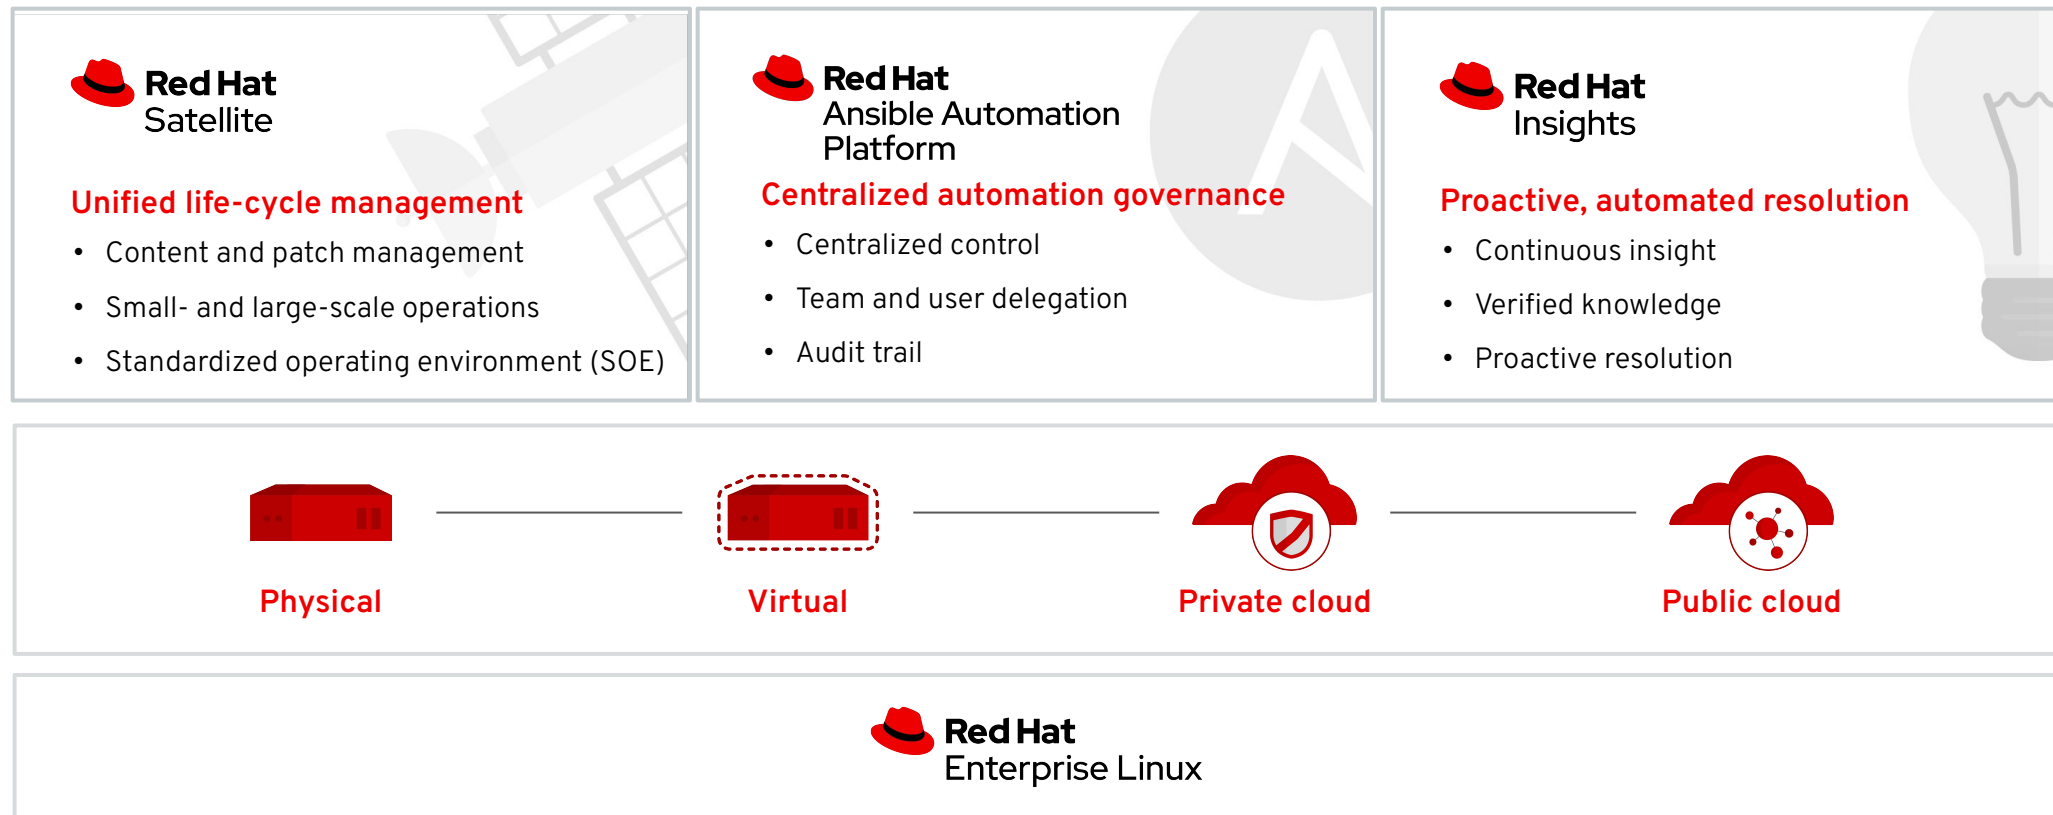 Red Hat
Satellite
Unified life-cycle management
• Content and patch management
• Small- and large-scale operations
• Standardized operating environment (SOE)
Red Hat
Ansible Automation
Platform
Centralized automation governance
• Centralized control
• Team and user delegation
• Audit trail
Red Hat
Insights
Proactive, automated resolution
• Continuous insight
• Verified knowledge
• Proactive resolution
Physical
Virtual
Private cloud
Public cloud
Red Hat
Enterprise Linux